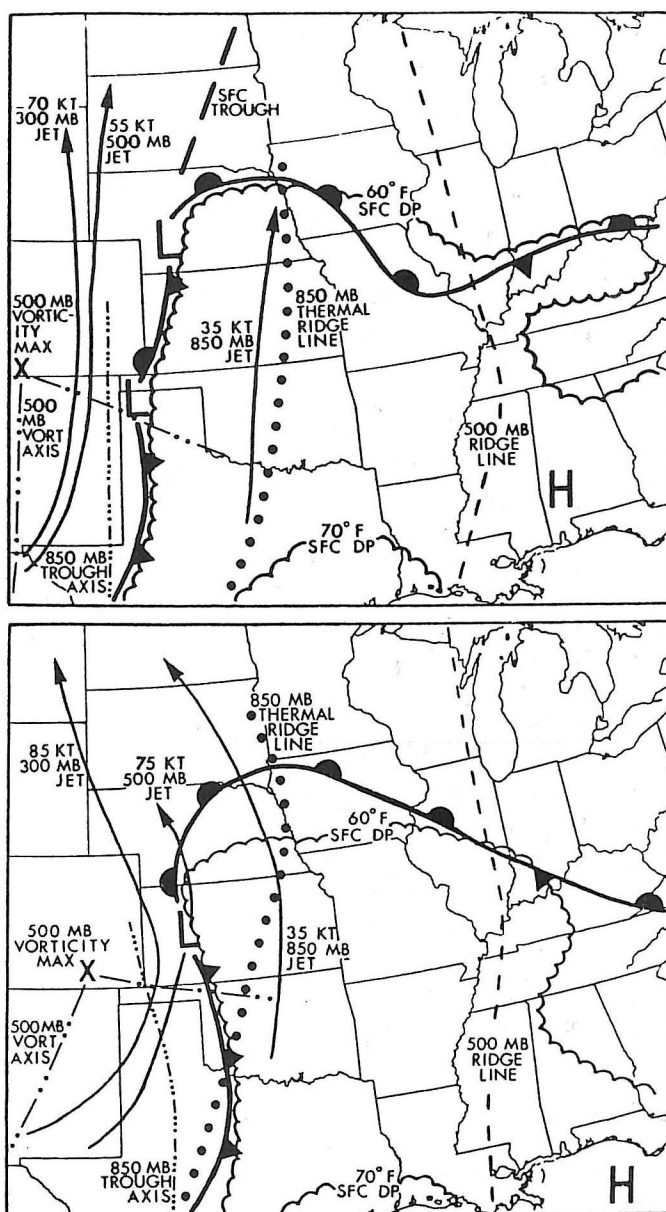 SFC
TROUGH
70 KT
300 MB
JET
55 KT
500 MB
JET
60° F
SFC DP
L
500 MB
VORTIC-
ITY
MAX
X
35 KT
850 MB
JET
850 MB
THERMAL
RIDGE
LINE
L
500
MB
VORT
AXIS
500 MB
RIDGE
LINE
H
850 MB
TROUGH
AXIS
70° F
SFC DP
850 MB
THERMAL
RIDGE
LINE
85 KT
300 MB
JET
75 KT
500 MB
JET
60° F
SFC DP
500 MB
VORTICITY
MAX
X
L
35 KT
850 MB
JET
500 MB
VORT
AXIS
500 MB
RIDGE
LINE
850 MB
TROUGH
AXIS
70° F
SFC DP
H